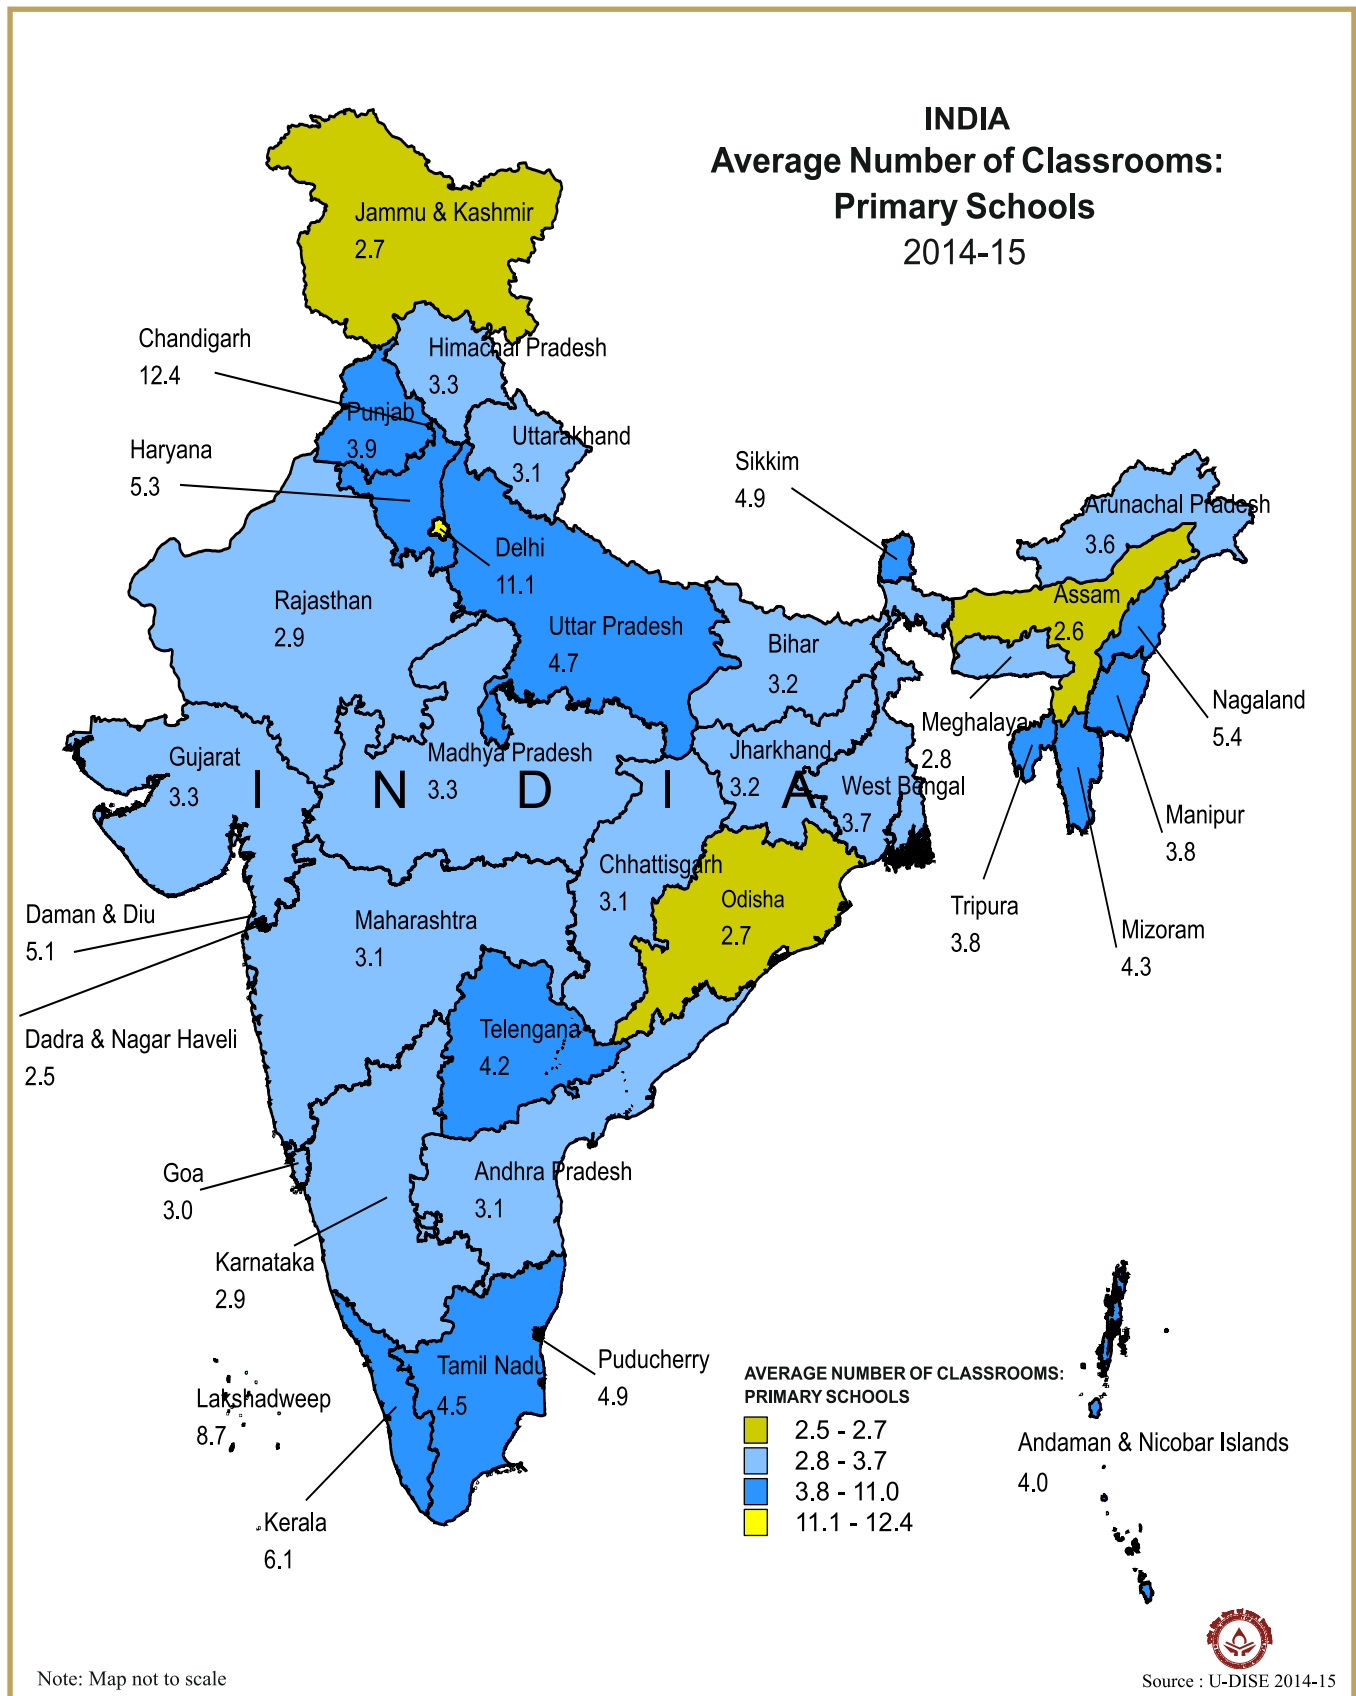 INDIA
Average Number of Classrooms:
Primary Schools
2014-15
Jammu & Kashmir
2.7
Chandigarh
12.4
Himachal Pradesh
3.3
Punjab
3.9
Haryana
5.3
Uttarakhand
3.1
Sikkim
4.9
Arunachal Pradesh
3.6
Delhi
11.1
Rajasthan
2.9
Uttar Pradesh
4.7
Bihar
3.2
Assam
2.6
Nagaland
5.4
Meghalaya
2.8
Gujarat
3.3
Madhya Pradesh
3.3
Jharkhand
3.2
West Bengal
3.7
I N D I A
Manipur
3.8
Chhattisgarh
3.1
Odisha
2.7
Tripura
3.8
Mizoram
4.3
Daman & Diu
5.1
Maharashtra
3.1
Dadra & Nagar Haveli
2.5
Telengana
4.2
Goa
3.0
Andhra Pradesh
3.1
Karnataka
2.9
Tamil Nadu
4.5
Puducherry
4.9
Lakshadweep
8.7
Kerala
6.1
Andaman & Nicobar Islands
4.0
AVERAGE NUMBER OF CLASSROOMS:
PRIMARY SCHOOLS
2.5 - 2.7
2.8 - 3.7
3.8 - 11.0
11.1 - 12.4
Note: Map not to scale
Source : U-DISE 2014-15